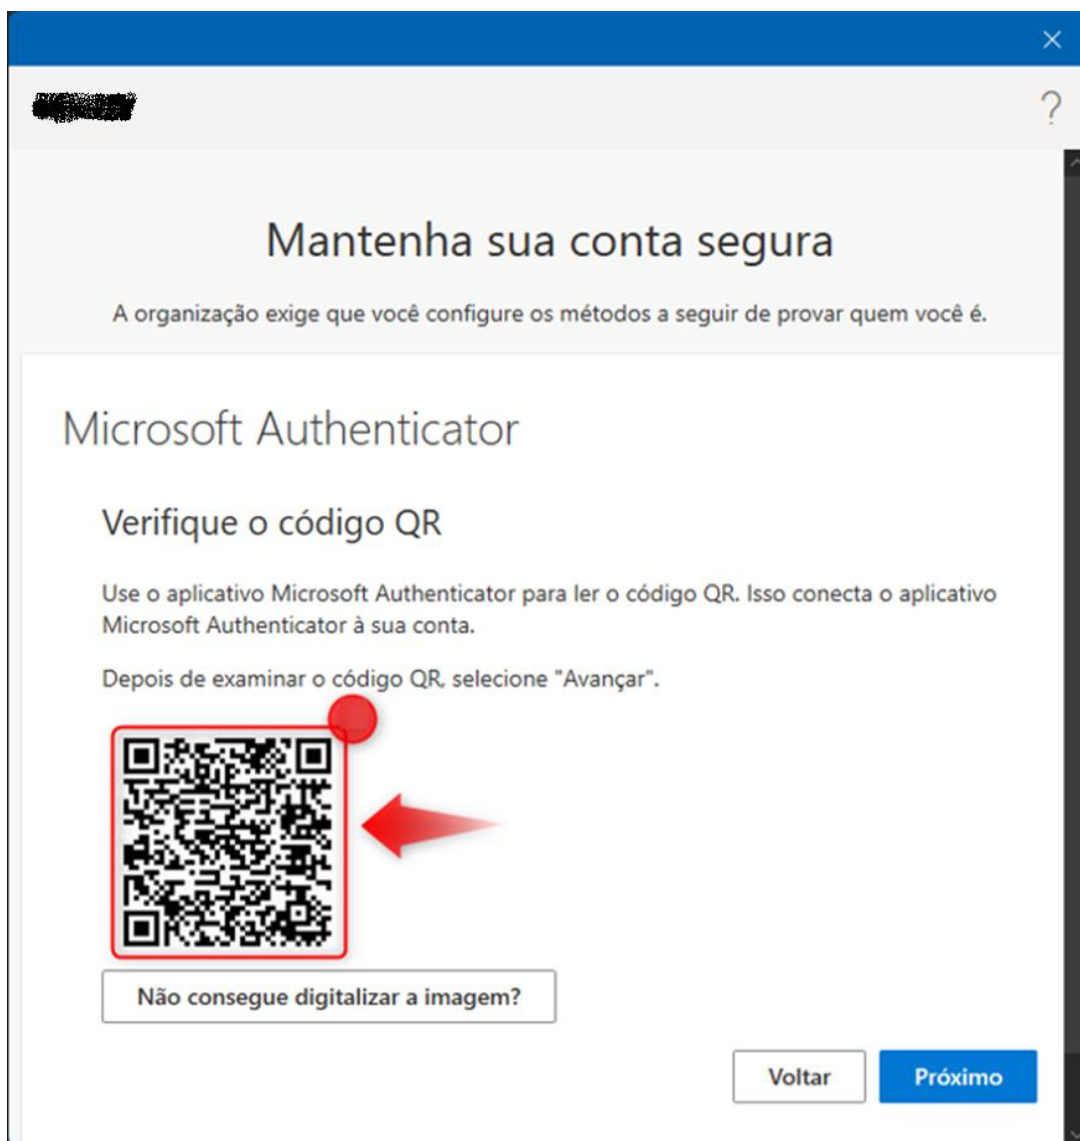 Mantenha sua conta segura
A organização exige que você configure os métodos a seguir de provar quem você é.
Microsoft Authenticator
Verifique o código QR
Use o aplicativo Microsoft Authenticator para ler o código QR. Isso conecta o aplicativo
Microsoft Authenticator à sua conta.
Depois de examinar o código QR, selecione "Avançar".
Não consegue digitalizar a imagem?
Voltar
Próximo